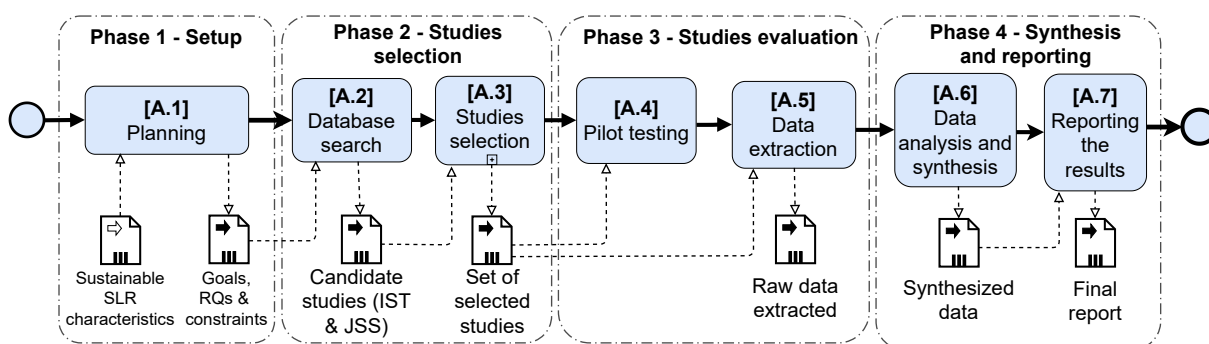 Phase 1 - Setup
[A.1]
Planning
Sustainable
SLR
characteristics
Goals,
RQs &
constraints
Phase 2 - Studies
selection
[A.2]
Database
search
[A.3]
Studies
selection
Candidate
studies (IST
& JSS)
Set of
selected
studies
Phase 3 - Studies evaluation
[A.4]
Pilot testing
[A.5]
Data
extraction
Raw data
extracted
Phase 4 - Synthesis
and reporting
[A.6]
Data
analysis and
synthesis
[A.7]
Reporting
the
results
Synthesized
data
Final
report